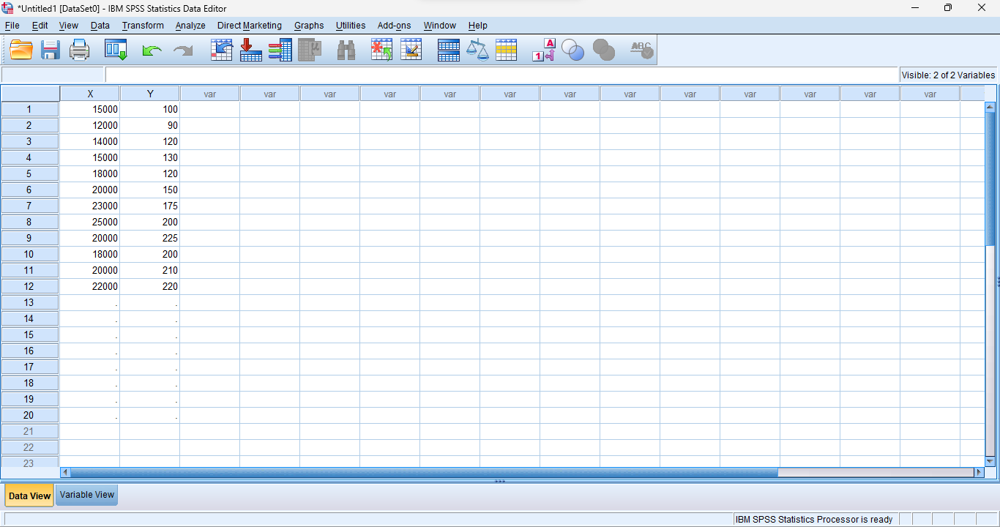 *Untitled1 [DataSet0] - IBM SPSS Statistics Data Editor
File Edit View Data Transform Analyze Direct Marketing Graphs Utilities Add-ons Window Help
Visible: 2 of 2 Variables
X Y var var var var var var var var var var var var var
1 15000 100
2 12000 90
3 14000 120
4 15000 130
5 18000 120
6 20000 150
7 23000 175
8 25000 200
9 20000 225
10 18000 200
11 20000 210
12 22000 220
13 . .
14 . .
15 . .
16 . .
17 . .
18 . .
19 . .
20 . .
21
22
23
Data View Variable View
IBM SPSS Statistics Processor is ready